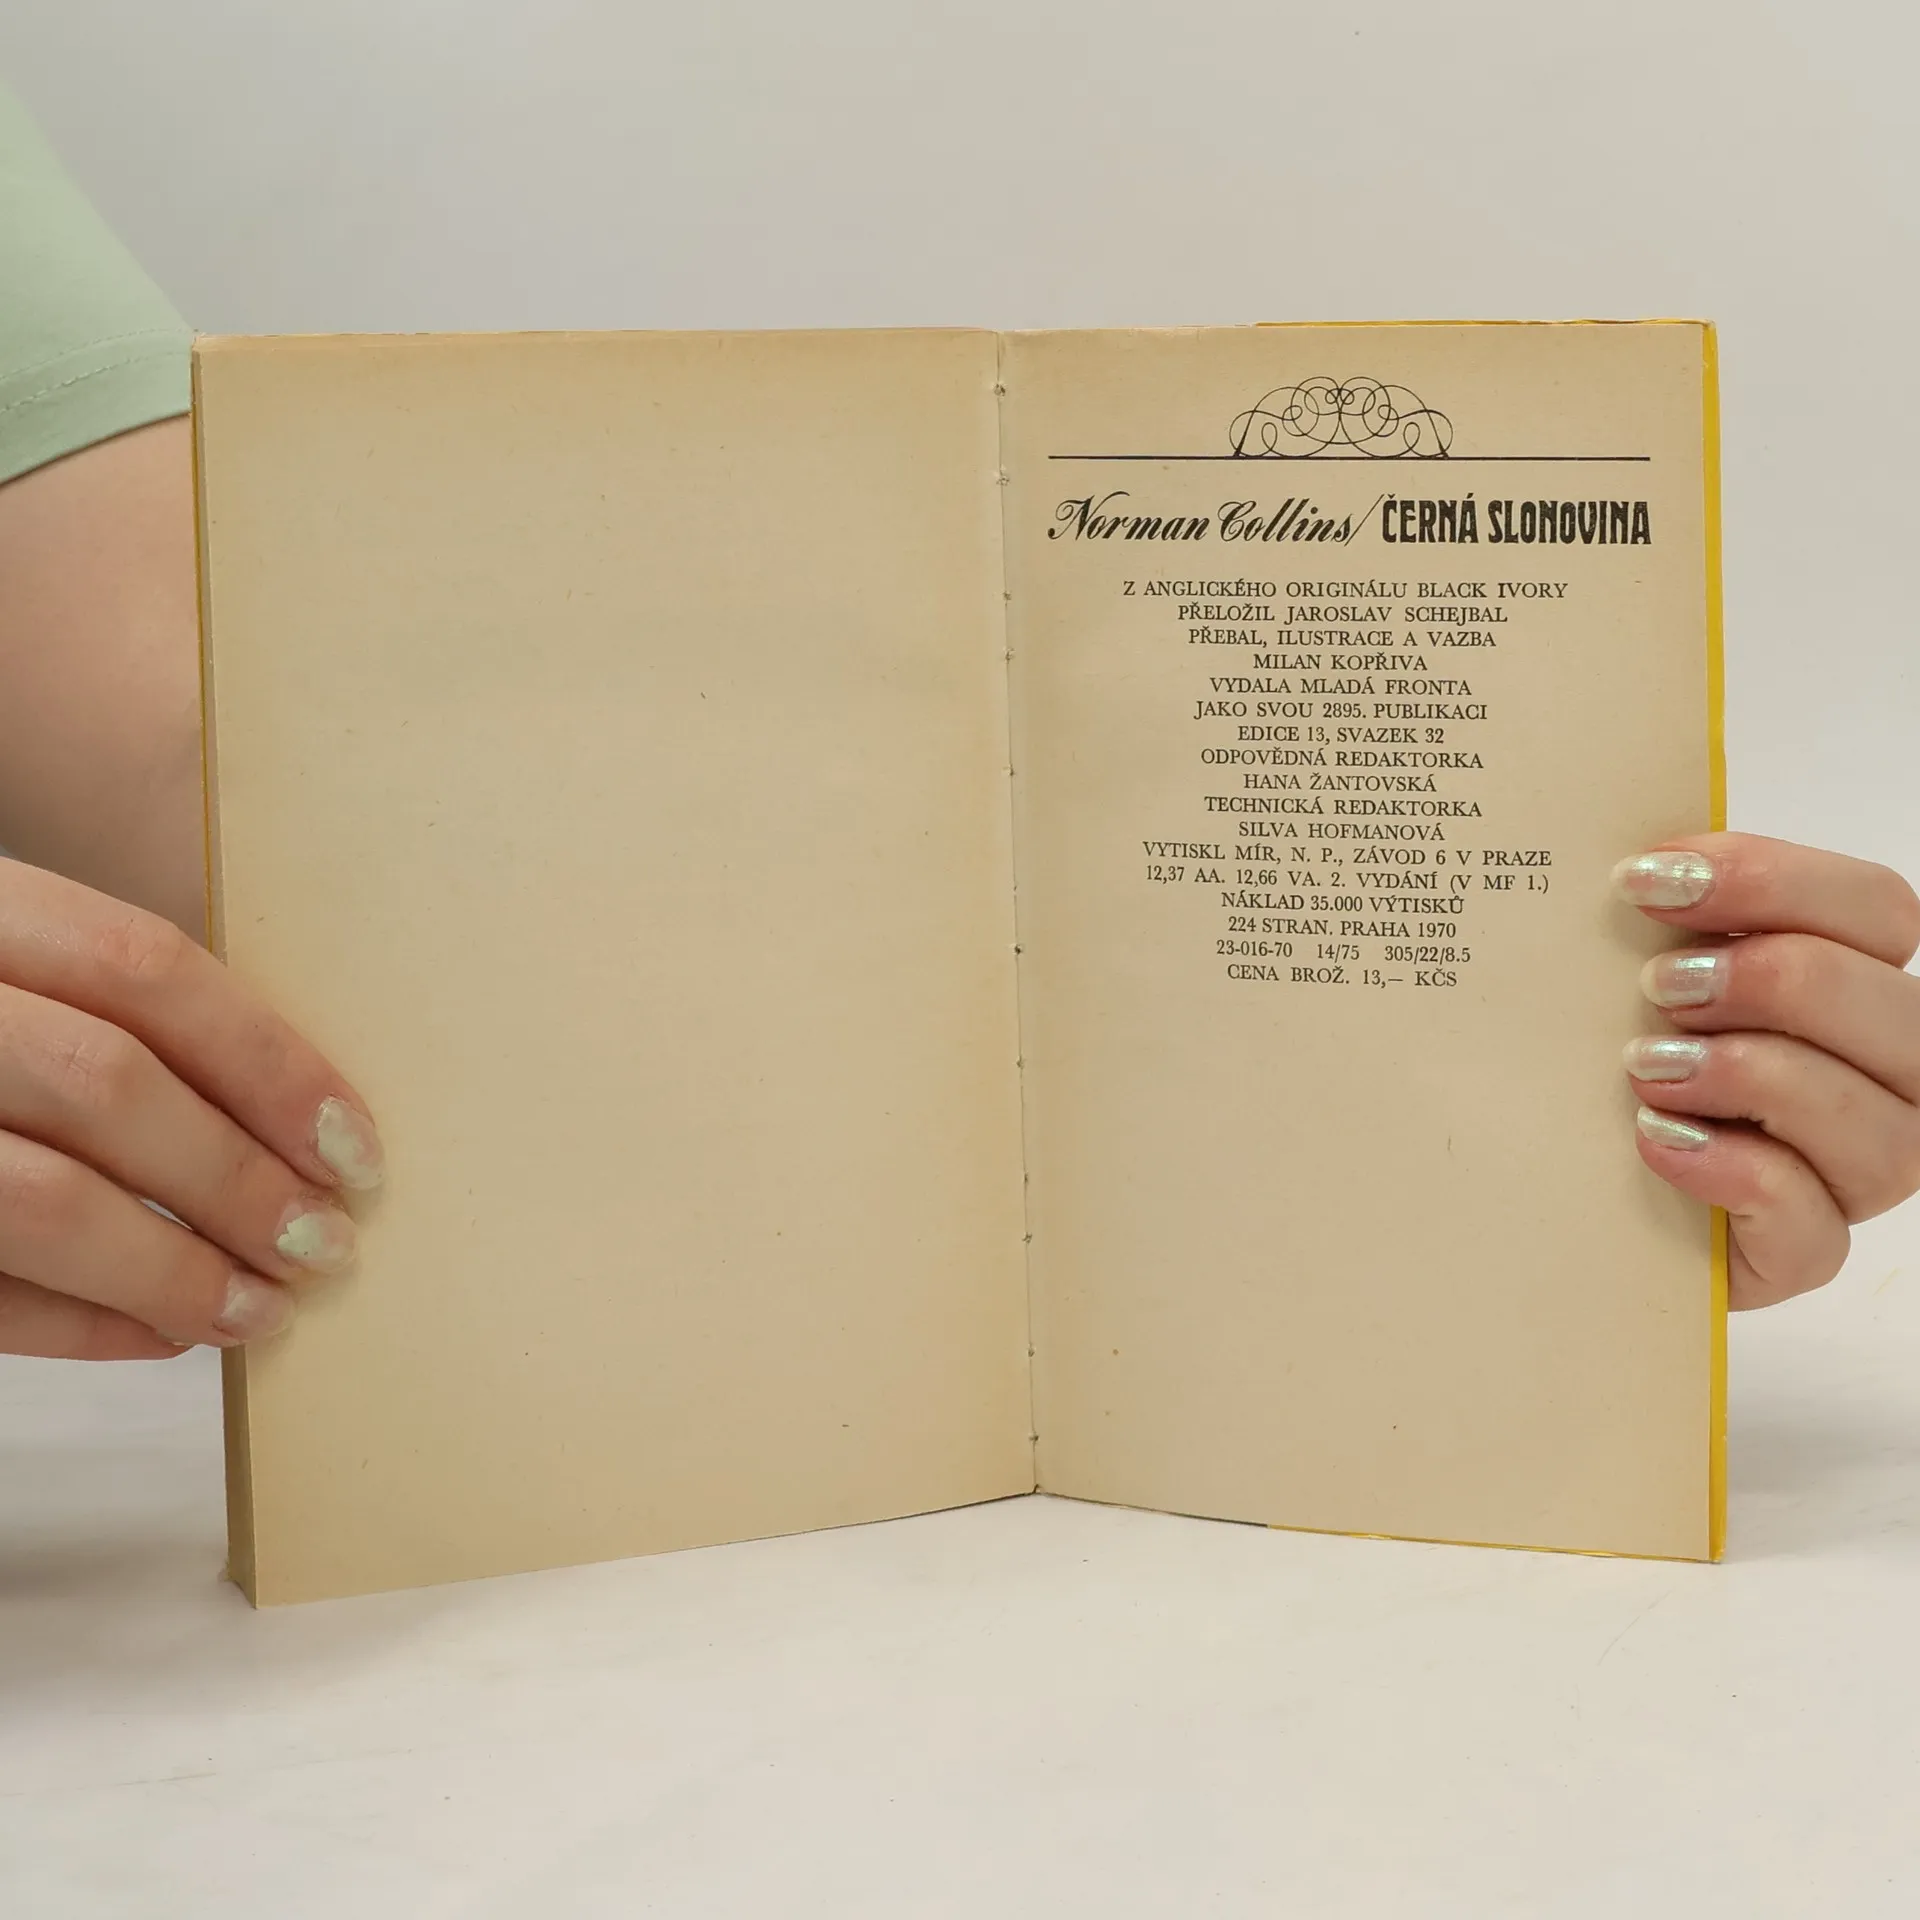 Norman Collins/ ČERNÁ SLONOVINA
Z ANGLICKÉHO ORIGINÁLU BLACK IVORY
PŘELOŽIL JAROSLAV SCHEJBAL
PŘEBAL, ILUSTRACE A VAZBA
MILAN KOPŘIVA
VYDALA MLADÁ FRONTA
JAKO SVOU 2895. PUBLIKACI
EDICE 13, SVAZEK 32
ODPOVĚDNÁ REDAKTORKA
HANA ŽANTOVSKÁ
TECHNICKÁ REDAKTORKA
SILVA HOFMANOVÁ
VYTISKL MÍR, N. P., ZÁVOD 6 V PRAZE
12,37 AA. 12,66 VA. 2. VYDÁNÍ (V MF 1.)
NÁKLAD 35.000 VÝTISKŮ
224 STRAN. PRAHA 1970
23-016-70 14/75 305/22/8.5
CENA BROŽ. 13,— KČS